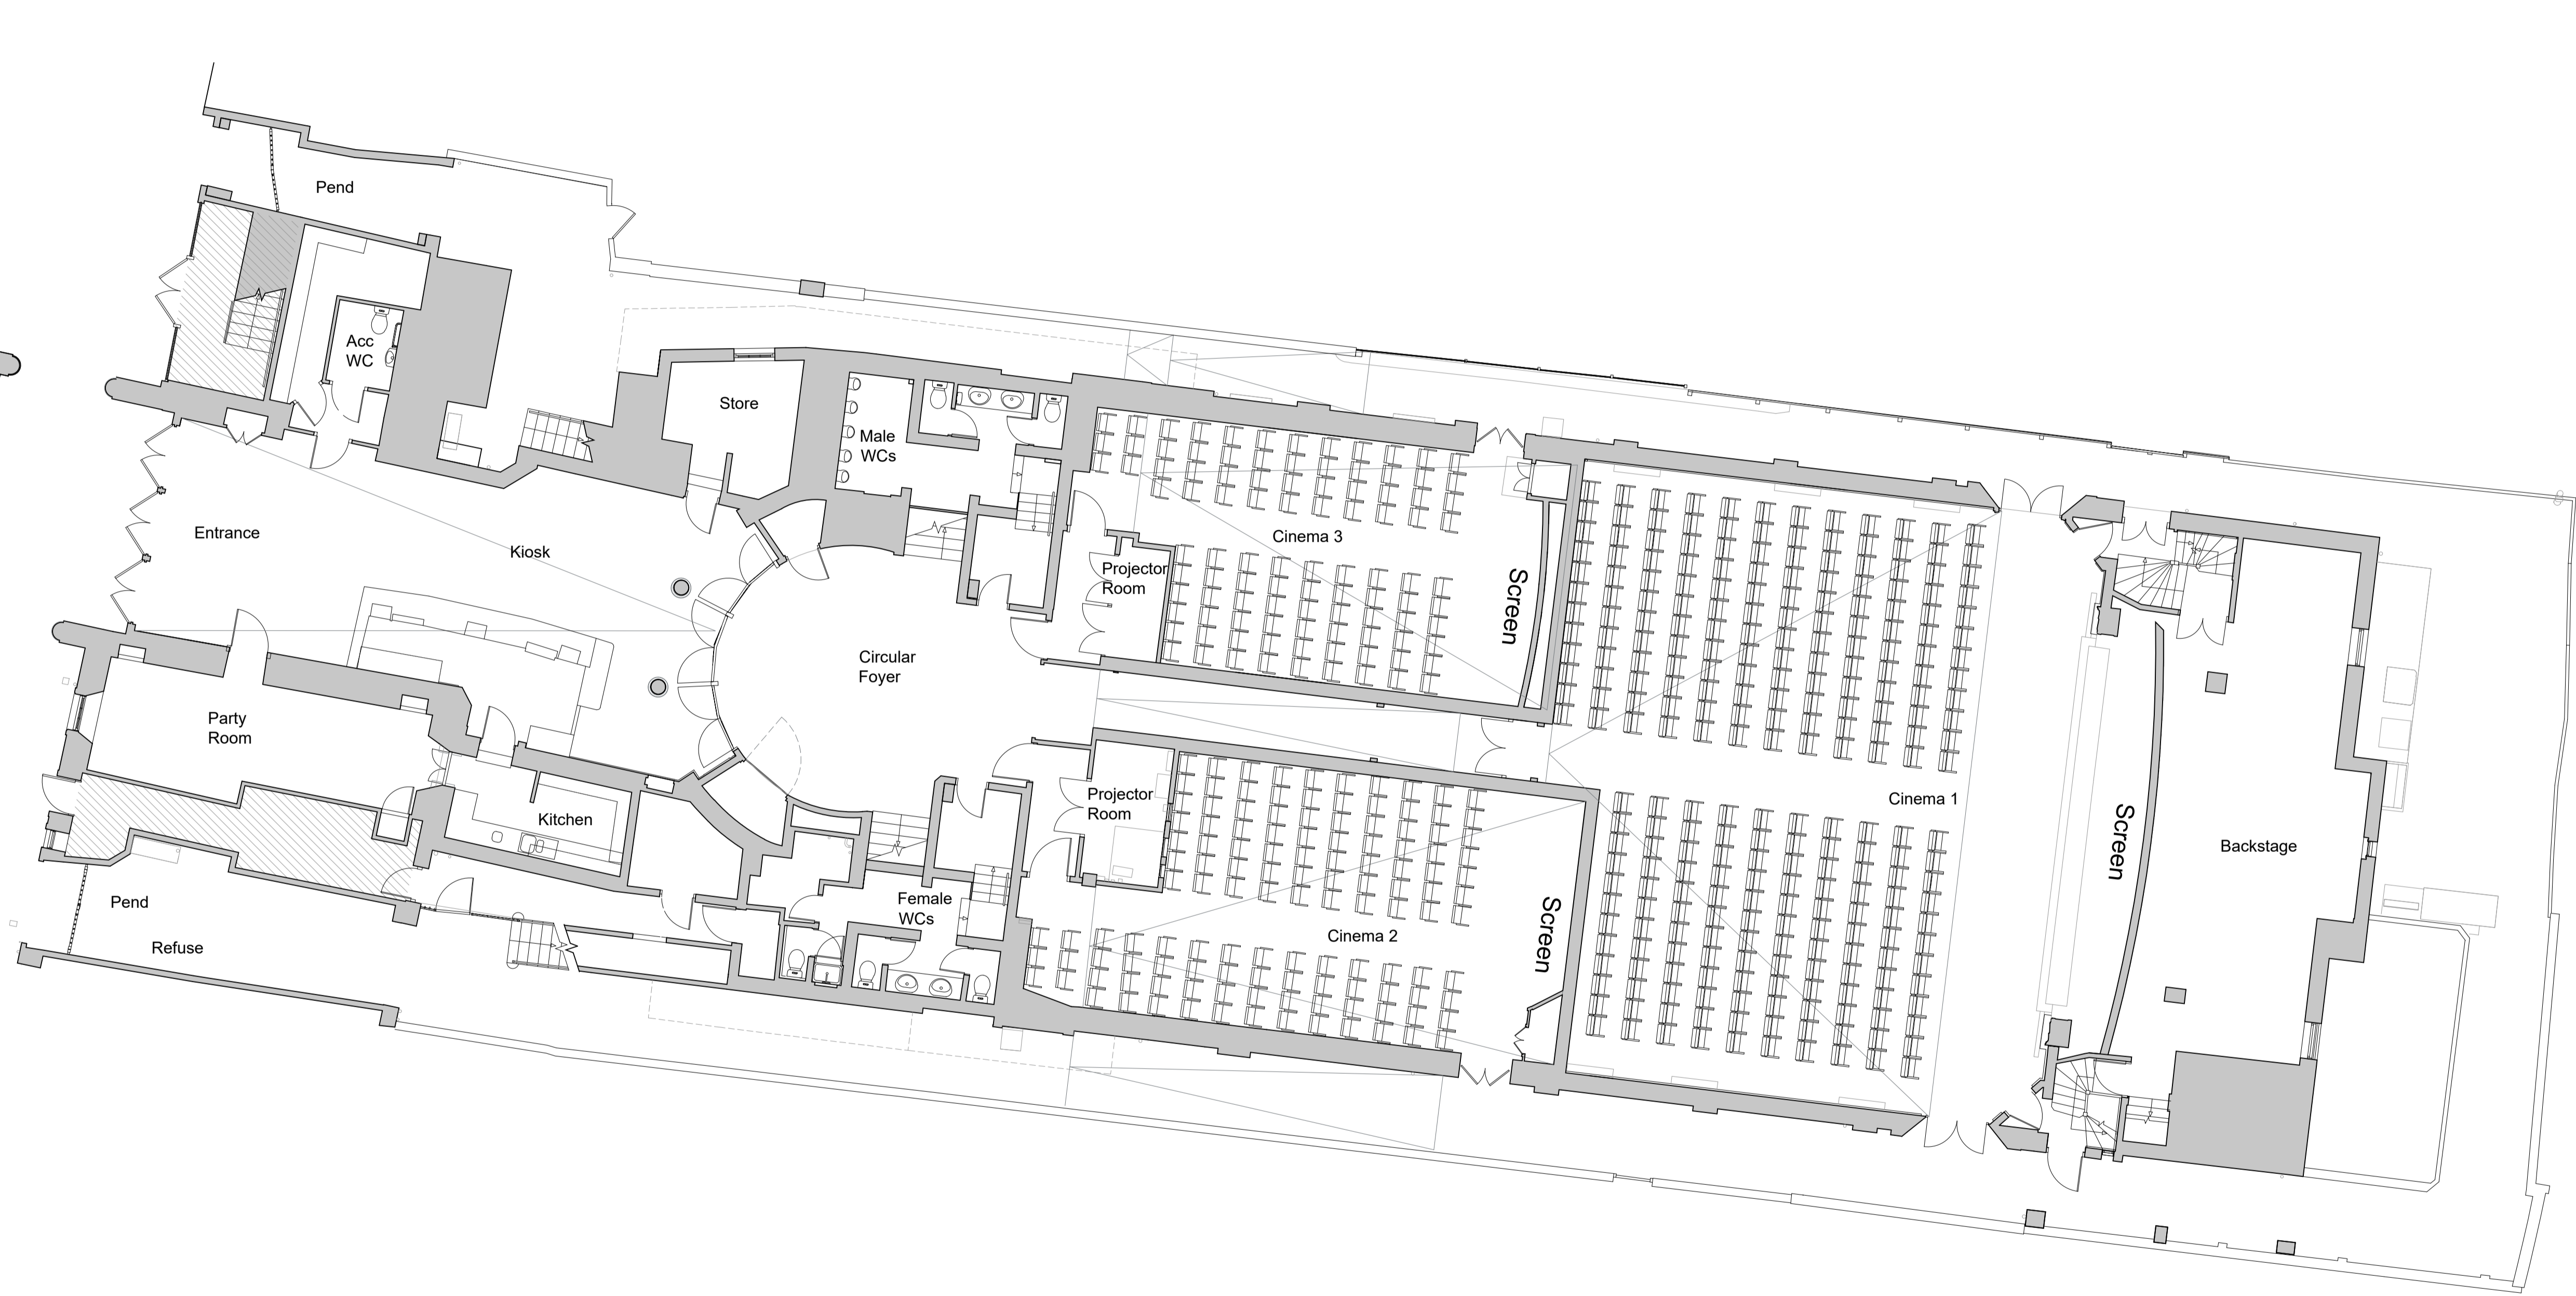 Pend
Acc
WC
Store
Male
WCs
Entrance
Kiosk
Cinema 3
Projector
Room
Screen
Circular
Foyer
Party
Room
Kitchen
Projector
Room
Cinema 1
Screen
Backstage
Pend
Refuse
Female
WCs
Cinema 2
Screen